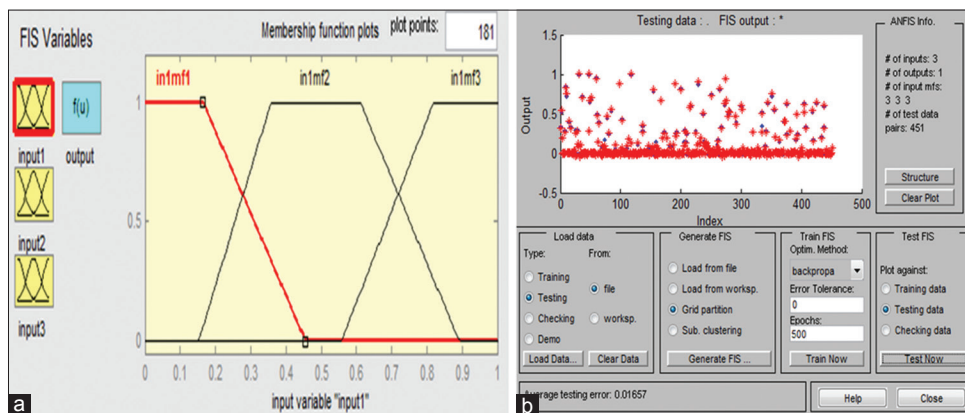 FIS Variables
Membership function plots
plot points:
181
in1mf1
in1mf2
in1mf3
f(u)
input1
output
input2
input3
1
0.5
0
0
0.1
0.2
0.3
0.4
0.5
0.6
0.7
0.8
0.9
1
input variable "input1"
a
Testing data : . FIS output : *
1.5
1
0.5
0
-0.5
Output
0
100
200
300
400
500
Index
ANFIS Info.
# of inputs: 3
# of outputs: 1
# of input mfs:
3 3 3
# of test data
pairs: 451
Structure
Clear Plot
Load data
Type:
From:
Training
Testing
Checking
Demo
file
worksp.
Load Data...
Clear Data
Generate FIS
Load from file
Load from worksp.
Grid partition
Sub. clustering
Generate FIS ...
Train FIS
Optim. Method:
backpropa
Error Tolerance:
0
Epochs:
500
Train Now
Test FIS
Plot against:
Training data
Testing data
Checking data
Test Now
Average testing error: 0.01657
Help
Close
b